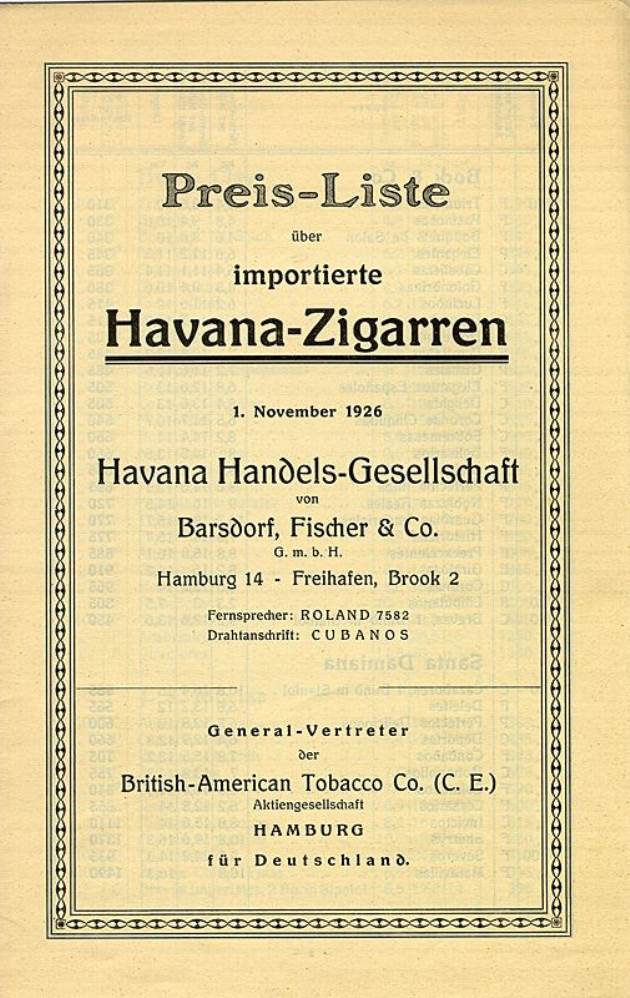 Preis-Liste
über
importierte
Havana-Zigarren
1. November 1926
Havana Handels-Gesellschaft
von
Barsdorf, Fischer & Co.
G. m. b. H.
Hamburg 14 - Freihafen, Brook 2
Fernsprecher: ROLAND 7582
Drahtanschrift: CUBANOS
General-Vertreter
der
British-American Tobacco Co. (C. E.)
Aktiengesellschaft
HAMBURG
für Deutschland.